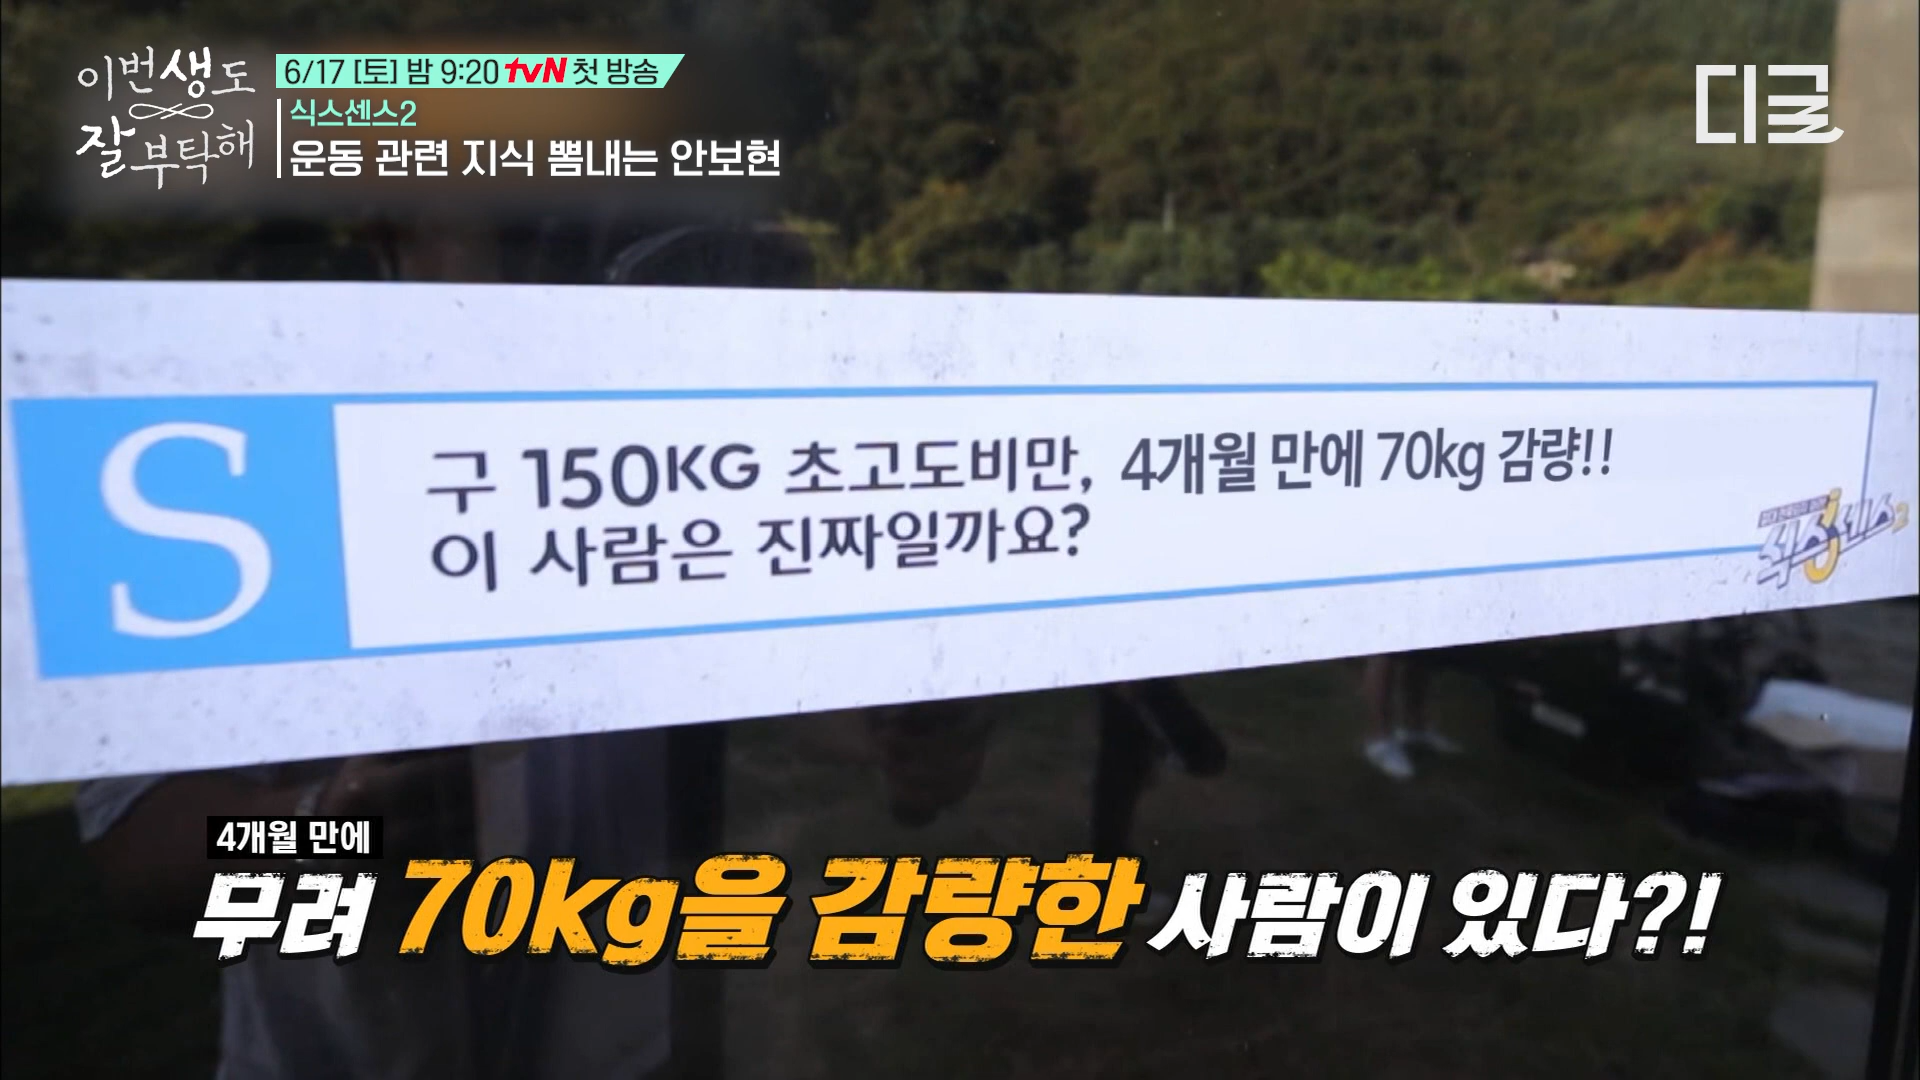 이번 생도
잘 부탁해
6/17 [토] 밤 9:20 tvN 첫 방송
식스센스2
운동 관련 지식 뽐내는 안보현
디글
S
구 150KG 초고도비만, 4개월 만에 70kg 감량!!
이 사람은 진짜일까요?
식스센스2
4개월 만에
무려 70kg을 감량한 사람이 있다?!